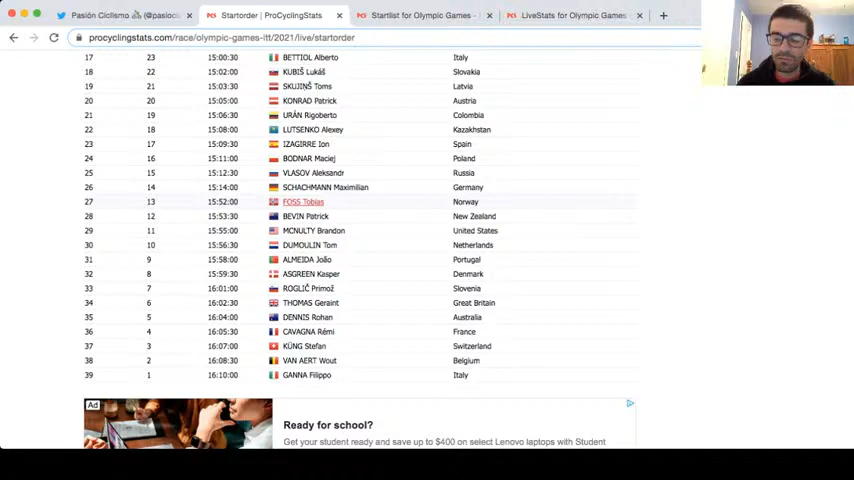 Pasión Ciclismo 🚴 (@pasioci
PCS Startorder | ProCyclingStats
PCS Startlist for Olympic Games -
PCS LiveStats for Olympic Games
procyclingstats.com/race/olympic-games-itt/2021/live/startorder
17 23 15:00:30 BETTIOL Alberto Italy
18 22 15:02:00 KUBIŠ Lukáš Slovakia
19 21 15:03:30 SKUJIŅŠ Toms Latvia
20 20 15:05:00 KONRAD Patrick Austria
21 19 15:06:30 URÁN Rigoberto Colombia
22 18 15:08:00 LUTSENKO Alexey Kazakhstan
23 17 15:09:30 IZAGIRRE Ion Spain
24 16 15:11:00 BODNAR Maciej Poland
25 15 15:12:30 VLASOV Aleksandr Russia
26 14 15:14:00 SCHACHMANN Maximilian Germany
27 13 15:52:00 FOSS Tobias Norway
28 12 15:53:30 BEVIN Patrick New Zealand
29 11 15:55:00 MCNULTY Brandon United States
30 10 15:56:30 DUMOULIN Tom Netherlands
31 9 15:58:00 ALMEIDA João Portugal
32 8 15:59:30 ASGREEN Kasper Denmark
33 7 16:01:00 ROGLIČ Primož Slovenia
34 6 16:02:30 THOMAS Geraint Great Britain
35 5 16:04:00 DENNIS Rohan Australia
36 4 16:05:30 CAVAGNA Rémi France
37 3 16:07:00 KÜNG Stefan Switzerland
38 2 16:08:30 VAN AERT Wout Belgium
39 1 16:10:00 GANNA Filippo Italy
Ad
Ready for school?
Get your student ready and save up to $400 on select Lenovo laptops with Student